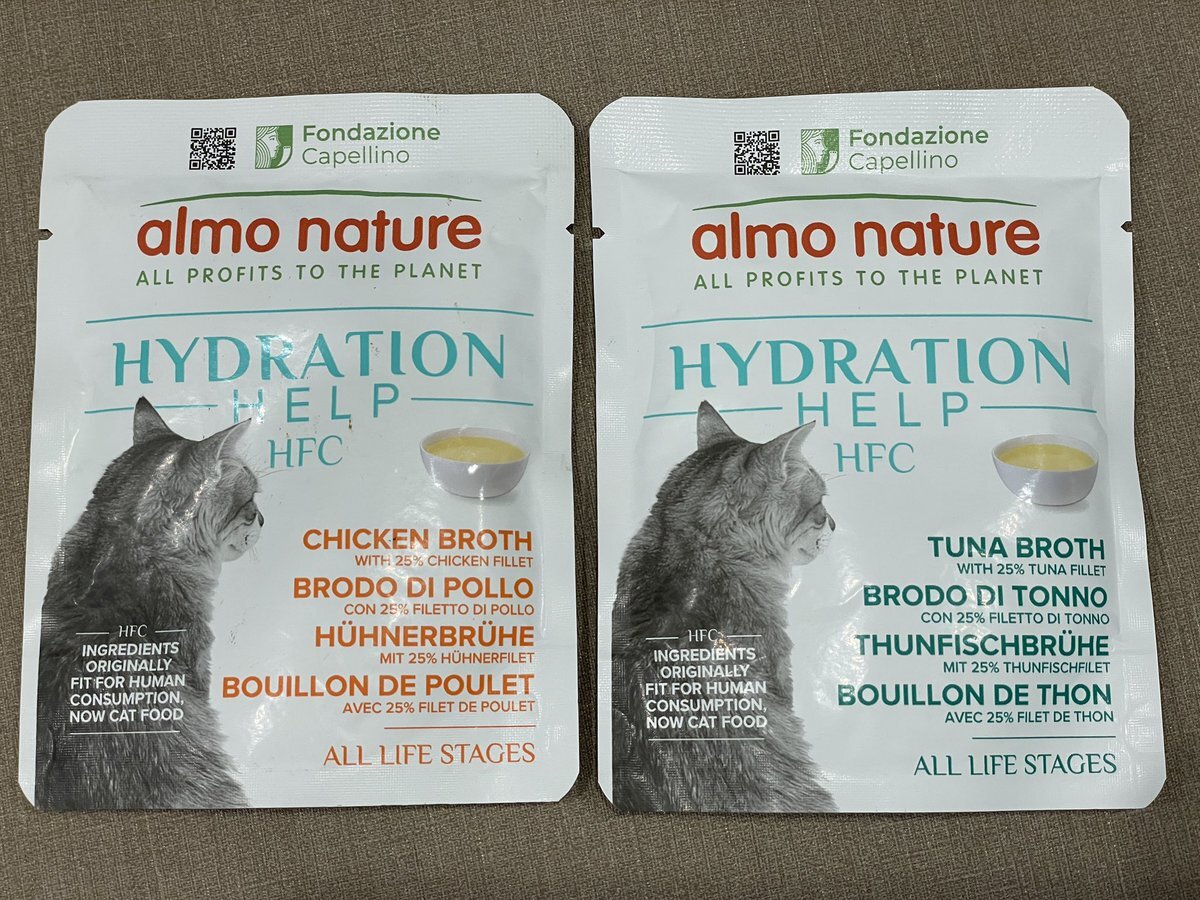 Fondazione
Capellino
almo nature
ALL PROFITS TO THE PLANET
HYDRATION
HELP
HFC
CHICKEN BROTH
WITH 25% CHICKEN FILLET
BRODO DI POLLO
CON 25% FILETTO DI POLLO
HÜHNERBRÜHE
MIT 25% HÜHNERFILET
BOUILLON DE POULET
AVEC 25% FILET DE POULET
ALL LIFE STAGES
HFC
INGREDIENTS
ORIGINALLY
FIT FOR HUMAN
CONSUMPTION,
NOW CAT FOOD
Fondazione
Capellino
almo nature
ALL PROFITS TO THE PLANET
HYDRATION
HELP
HFC
TUNA BROTH
WITH 25% TUNA FILLET
BRODO DI TONNO
CON 25% FILETTO DI TONNO
THUNFISCHBRÜHE
MIT 25% THUNFISCHFILET
BOUILLON DE THON
AVEC 25% FILET DE THON
ALL LIFE STAGES
HFC
INGREDIENTS
ORIGINALLY
FIT FOR HUMAN
CONSUMPTION,
NOW CAT FOOD